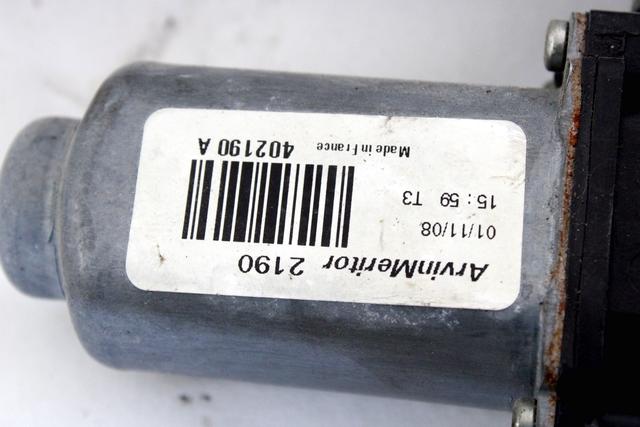 ArvinMeritor 2190
01/11/08
15 : 59 T3
Made in France 402190 A